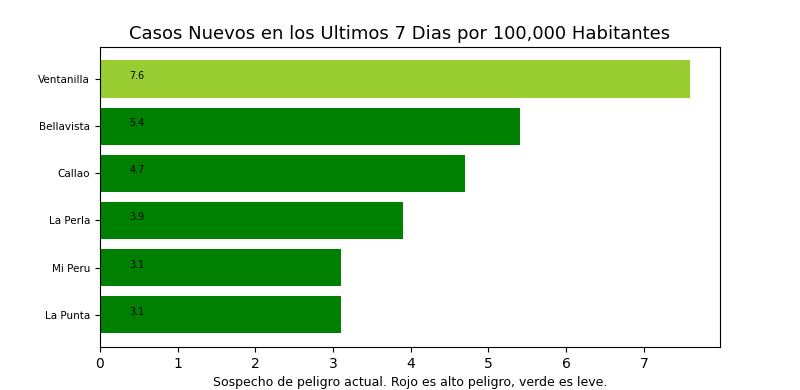 Casos Nuevos en los Ultimos 7 Dias por 100,000 Habitantes
Ventanilla 7.6
Bellavista 5.4
Callao 4.7
La Perla 3.9
Mi Peru 3.1
La Punta 3.1
0 1 2 3 4 5 6 7
Sospecho de peligro actual. Rojo es alto peligro, verde es leve.